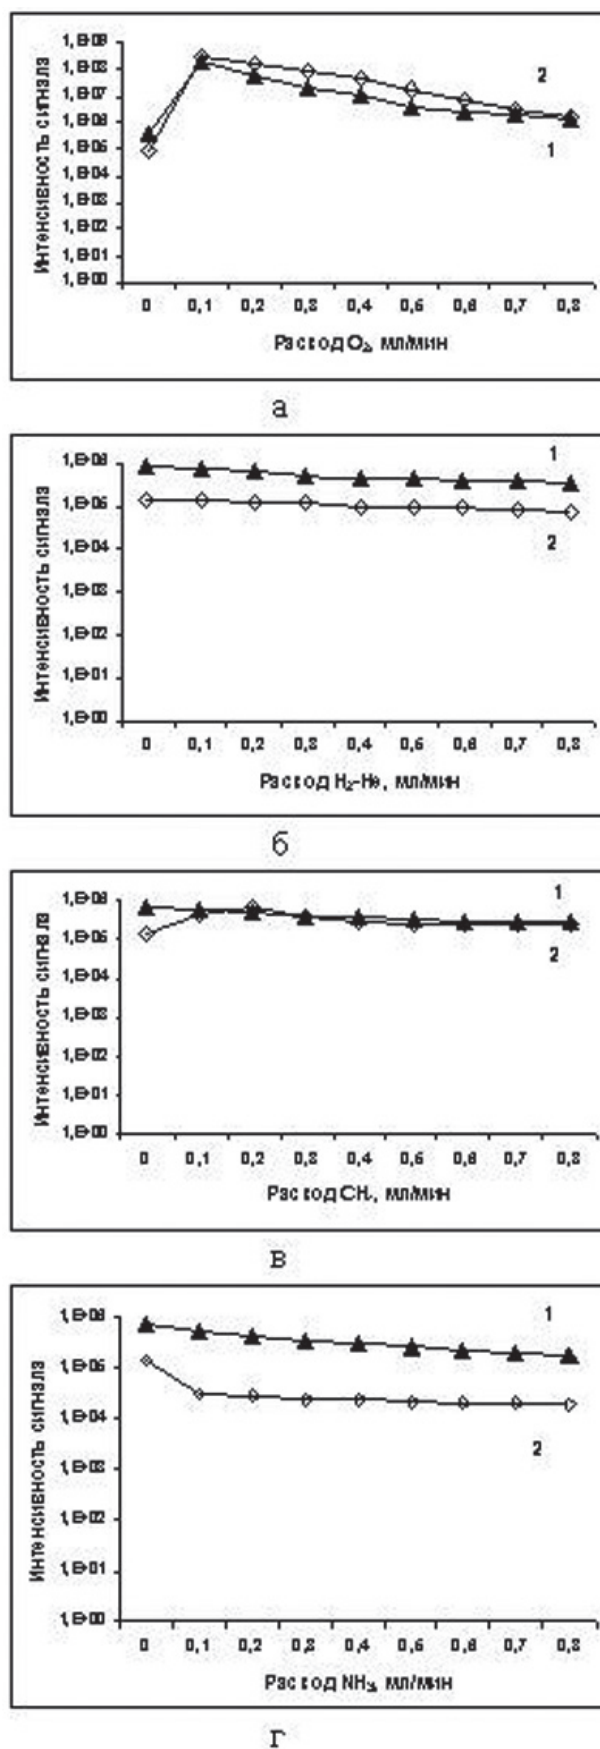 Интенсивность сигнала
1,E+09
1,E+08
1,E+07
1,E+06
1,E+05
1,E+04
1,E+03
1,E+02
1,E+01
1,E+00
2
1
0 0,1 0,2 0,3 0,4 0,5 0,6 0,7 0,8
Расход O₂, мл/мин
а
Интенсивность сигнала
1,E+06
1,E+05
1,E+04
1,E+03
1,E+02
1,E+01
1,E+00
1
2
0 0,1 0,2 0,3 0,4 0,5 0,6 0,7 0,8
Расход H₂-He, мл/мин
б
Интенсивность сигнала
1,E+06
1,E+05
1,E+04
1,E+03
1,E+02
1,E+01
1,E+00
1
2
0 0,1 0,2 0,3 0,4 0,5 0,6 0,7 0,8
Расход CH₄, мл/мин
в
Интенсивность сигнала
1,E+06
1,E+05
1,E+04
1,E+03
1,E+02
1,E+01
1,E+00
1
2
0 0,1 0,2 0,3 0,4 0,5 0,6 0,7 0,8
Расход NH₃, мл/мин
г